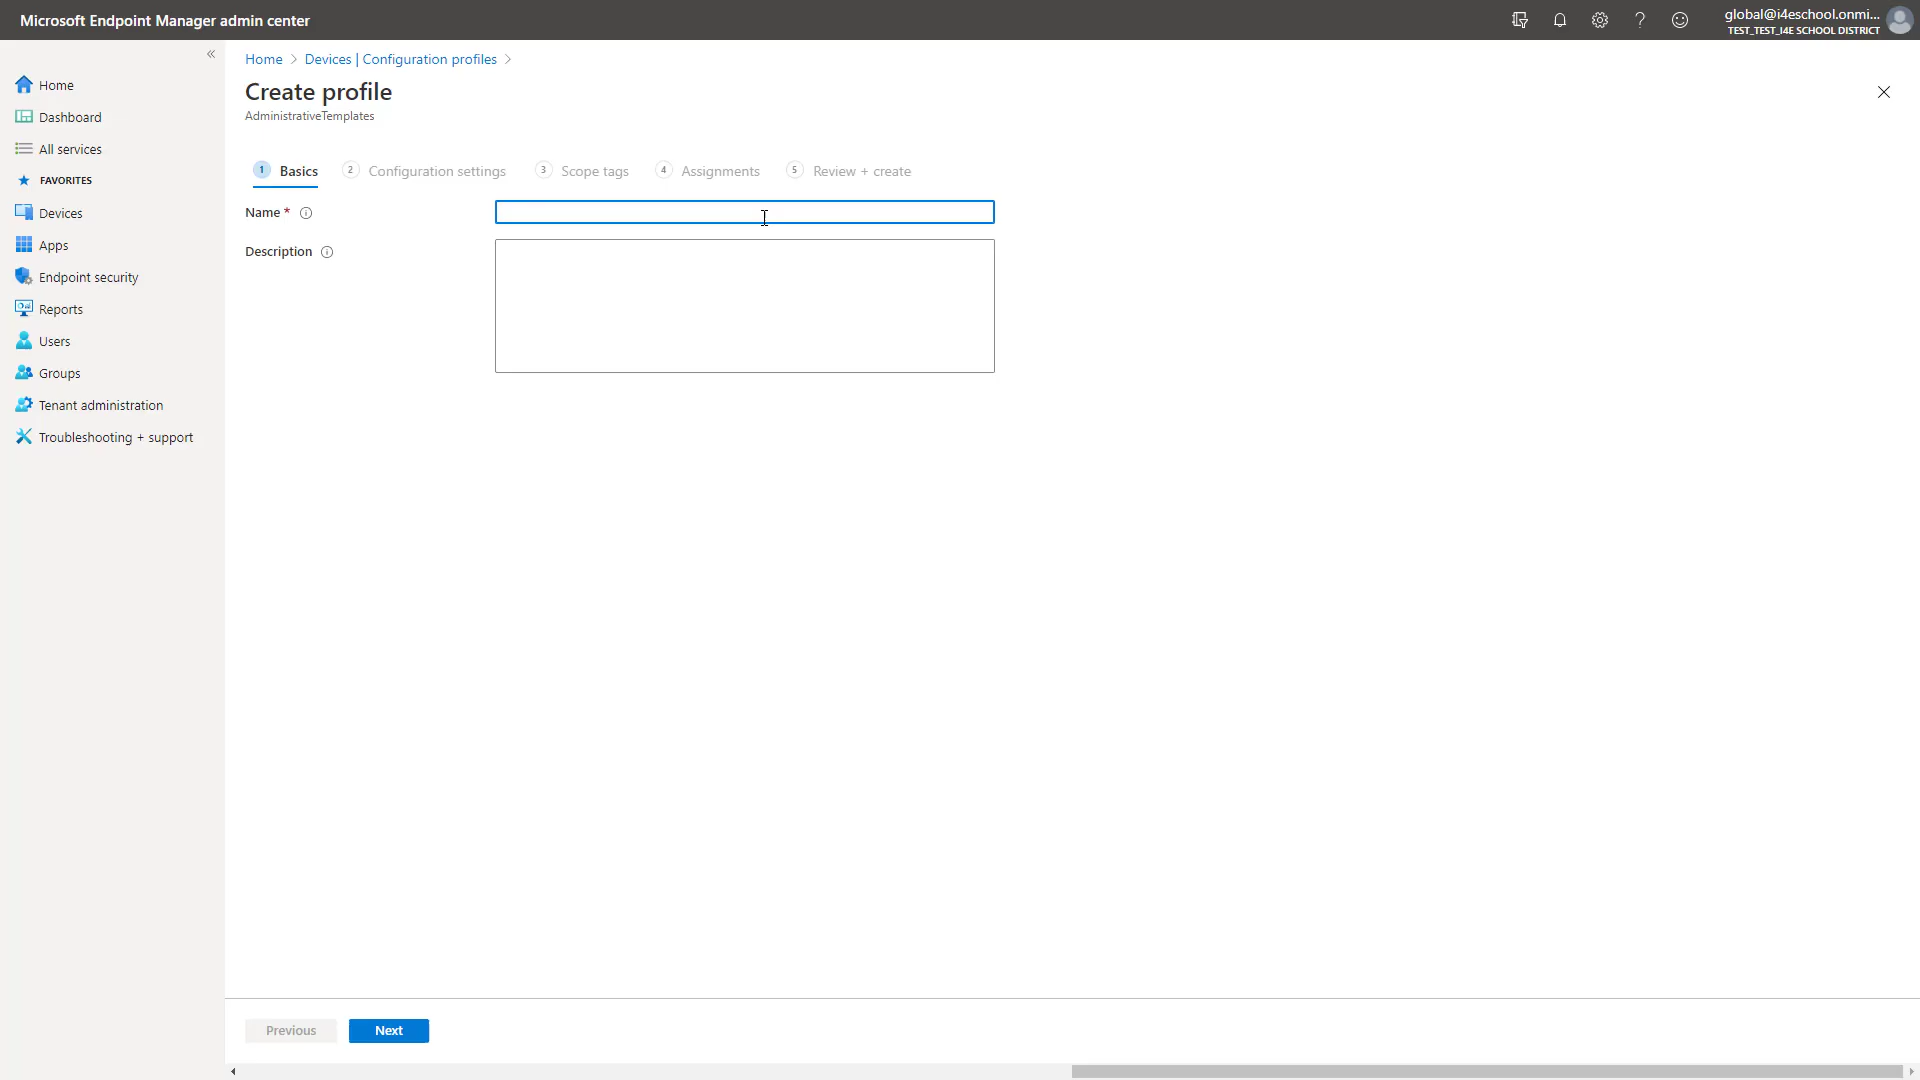 Microsoft Endpoint Manager admin center
global@i4eschool.onmi...
TEST_TEST_I4E SCHOOL DISTRICT
Home
Dashboard
All services
FAVORITES
Devices
Apps
Endpoint security
Reports
Users
Groups
Tenant administration
Troubleshooting + support
Home > Devices | Configuration profiles >
Create profile
AdministrativeTemplates
1 Basics 2 Configuration settings 3 Scope tags 4 Assignments 5 Review + create
Name *
Description
Previous Next